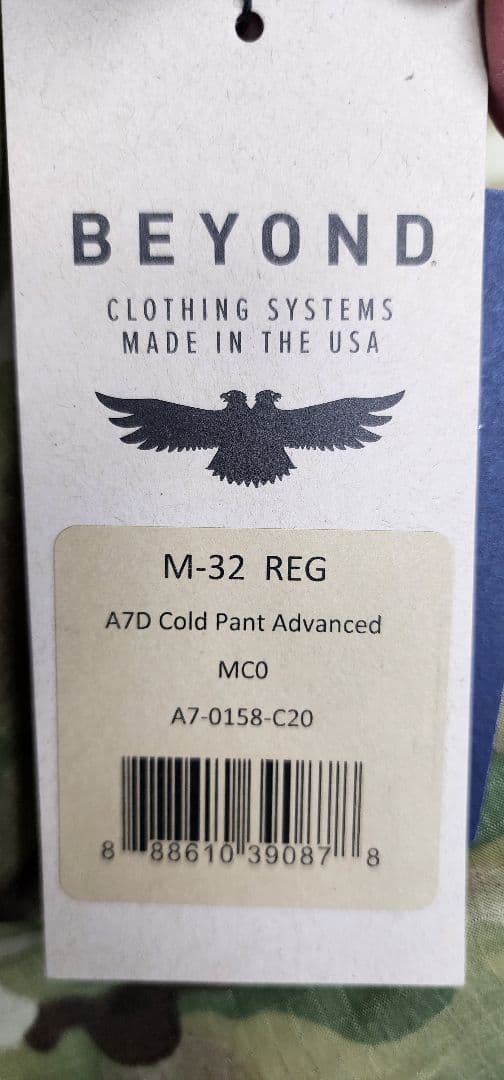 BEYOND
CLOTHING SYSTEMS
MADE IN THE USA
M-32 REG
A7D Cold Pant Advanced
MC0
A7-0158-C20
8 88610 39087 8